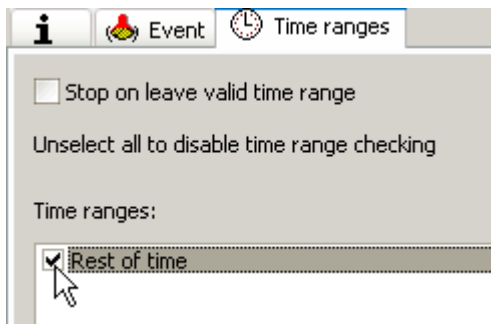 i Event Time ranges
Stop on leave valid time range
Unselect all to disable time range checking
Time ranges:
Rest of time